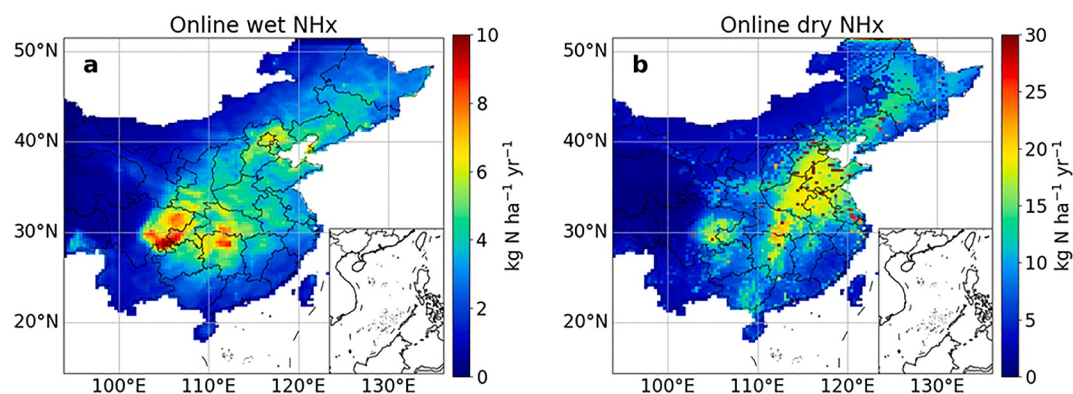 Online wet NHx
a
50°N
40°N
30°N
20°N
100°E 110°E 120°E 130°E
10
8
6
4
2
0
kg N ha⁻¹ yr⁻¹
Online dry NHx
b
50°N
40°N
30°N
20°N
100°E 110°E 120°E 130°E
30
25
20
15
10
5
0
kg N ha⁻¹ yr⁻¹